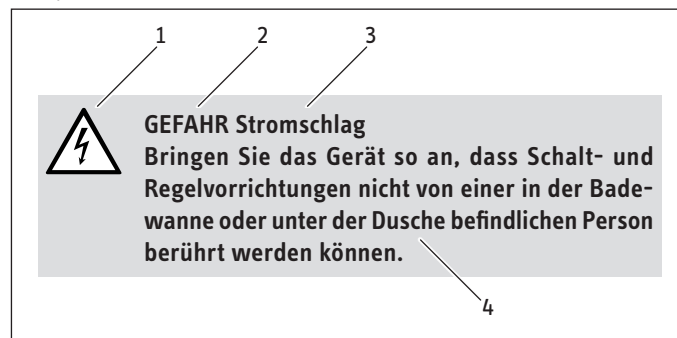 1 2 3
GEFAHR Stromschlag
Bringen Sie das Gerät so an, dass Schalt- und
Regelvorrichtungen nicht von einer in der Bade-
wanne oder unter der Dusche befindlichen Person
berührt werden können.
4